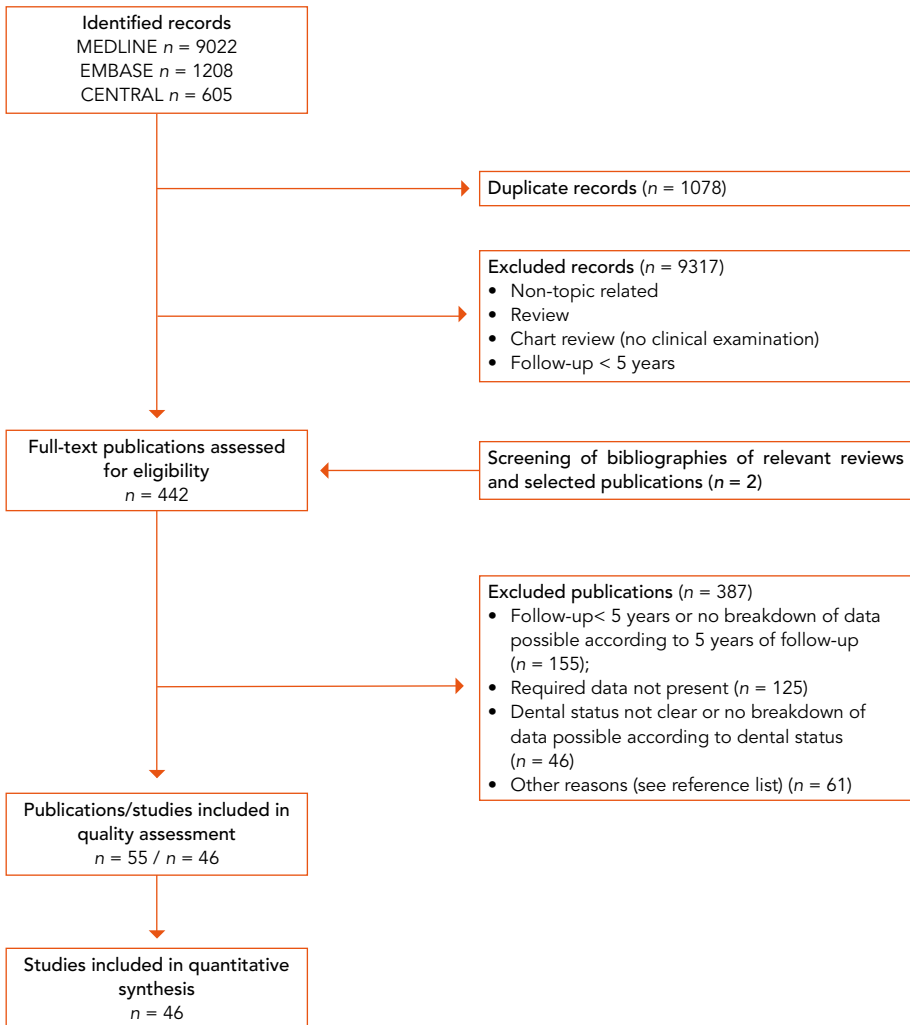 Identified records
MEDLINE n = 9022
EMBASE n = 1208
CENTRAL n = 605
Duplicate records (n = 1078)
Excluded records (n = 9317)
• Non-topic related
• Review
• Chart review (no clinical examination)
• Follow-up < 5 years
Full-text publications assessed
for eligibility
n = 442
Screening of bibliographies of relevant reviews
and selected publications (n = 2)
Excluded publications (n = 387)
• Follow-up< 5 years or no breakdown of data
possible according to 5 years of follow-up
(n = 155);
• Required data not present (n = 125)
• Dental status not clear or no breakdown of
data possible according to dental status
(n = 46)
• Other reasons (see reference list) (n = 61)
Publications/studies included in
quality assessment
n = 55 / n = 46
Studies included in quantitative
synthesis
n = 46